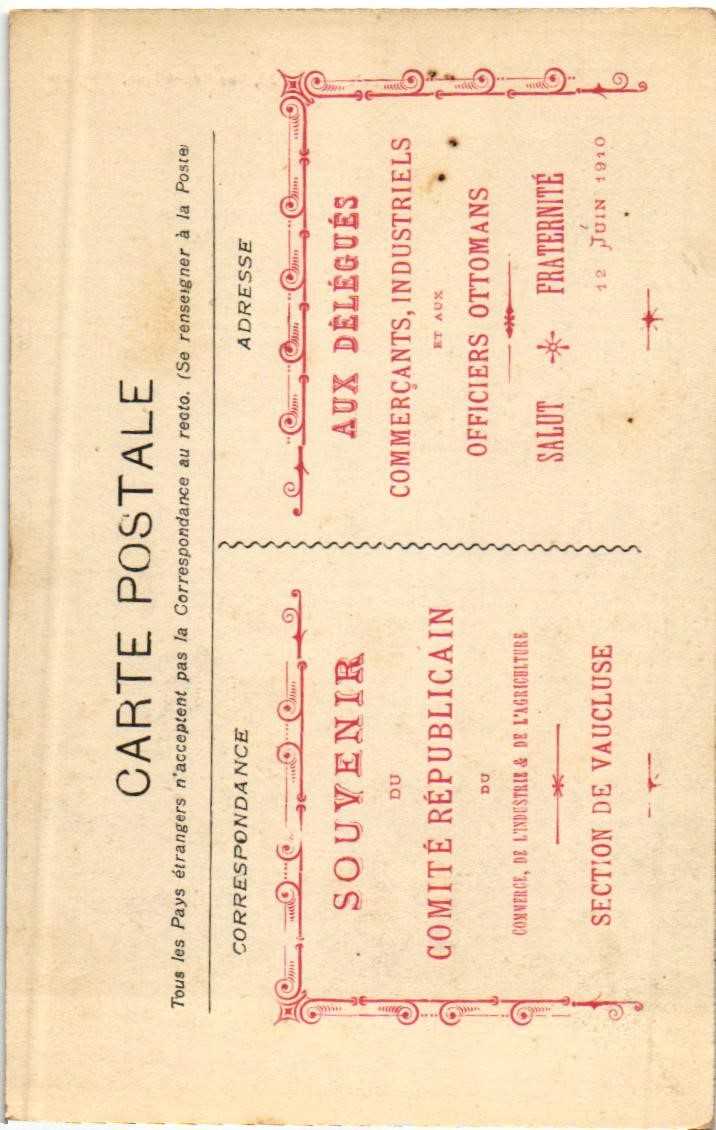 CARTE POSTALE
Tous les Pays étrangers n'acceptent pas la Correspondance au recto. (Se renseigner à la Poste)
CORRESPONDANCE
SOUVENIR
DU
COMITÉ RÉPUBLICAIN
DU
COMMERCE, DE L'INDUSTRIE & DE L'AGRICULTURE
SECTION DE VAUCLUSE
ADRESSE
AUX DÉLÉGUÉS
COMMERÇANTS, INDUSTRIELS
ET AUX
OFFICIERS OTTOMANS
SALUT FRATERNITÉ
12 JUIN 1910